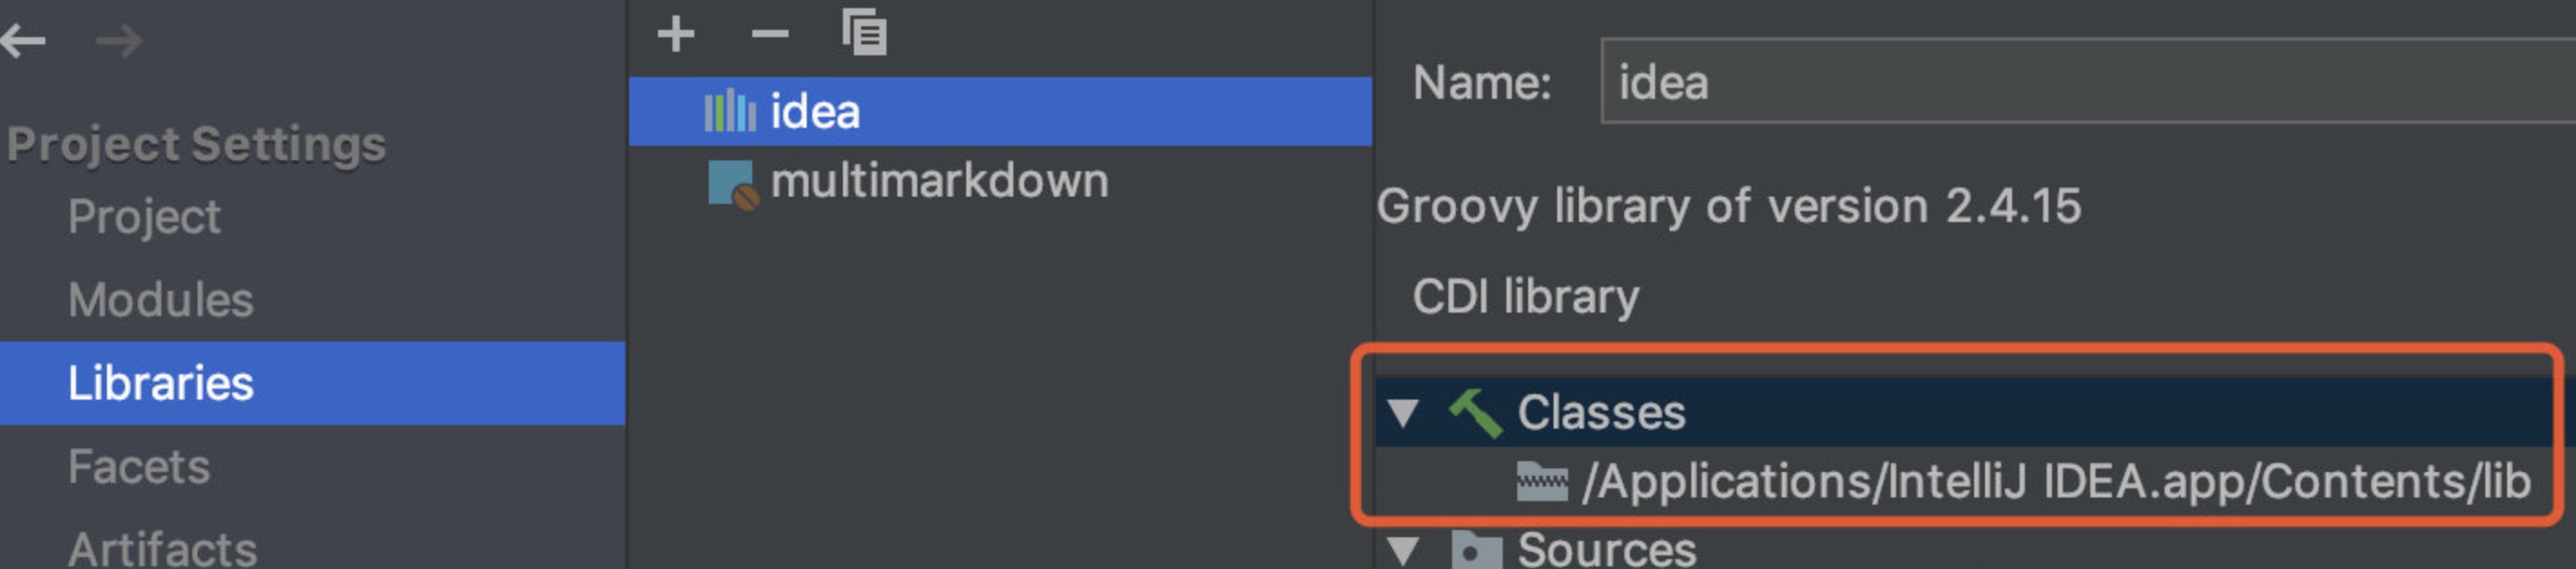 Project Settings
Project
Modules
Libraries
Facets
Artifacts
idea
multimarkdown
Name: idea
Groovy library of version 2.4.15
CDI library
Classes
/Applications/IntelliJ IDEA.app/Contents/lib
Sources